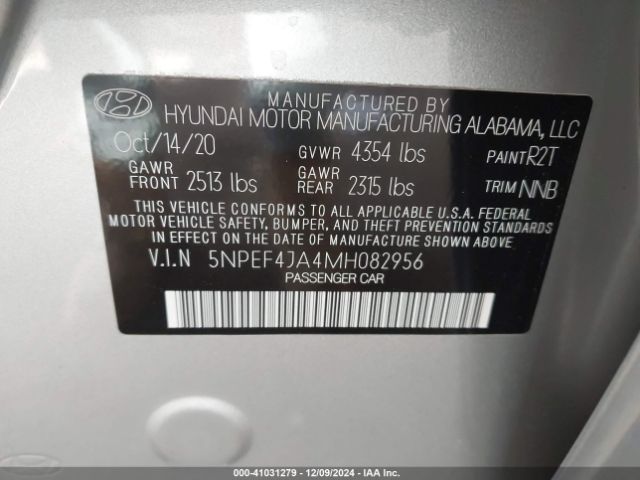 MANUFACTURED BY
HYUNDAI MOTOR MANUFACTURING ALABAMA, LLC
Oct/14/20 GVWR 4354 lbs PAINT R2T
GAWR FRONT 2513 lbs GAWR REAR 2315 lbs TRIM NNB
THIS VEHICLE CONFORMS TO ALL APPLICABLE U.S.A. FEDERAL
MOTOR VEHICLE SAFETY, BUMPER, AND THEFT PREVENTION STANDARDS
IN EFFECT ON THE DATE OF MANUFACTURE SHOWN ABOVE.
V.I.N 5NPEF4JA4MH082956
PASSENGER CAR
000-41031279 - 12/09/2024 - IAAI.COM